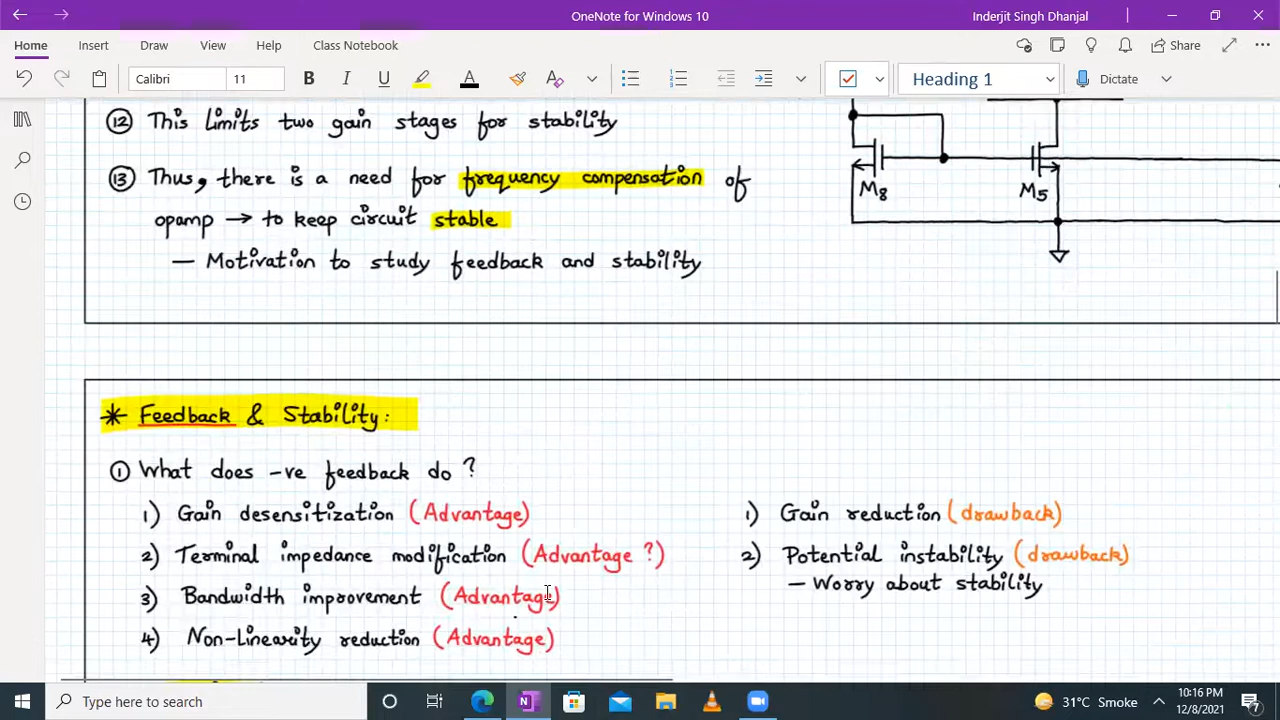 OneNote for Windows 10
Inderjit Singh Dhanjal
Home Insert Draw View Help Class Notebook
Share
Calibri 11 B I U A Heading 1 Dictate
12 This limits two gain stages for stability
13 Thus, there is a need for frequency compensation of
opamp → to keep circuit stable
— Motivation to study feedback and stability
M8 M5
* Feedback & Stability:
1 What does -ve feedback do ?
1) Gain desensitization (Advantage)
2) Terminal impedance modification (Advantage ?)
3) Bandwidth improvement (Advantage)
4) Non-Linearity reduction (Advantage)
1) Gain reduction (drawback)
2) Potential instability (drawback)
— Worry about stability
Type here to search
31°C Smoke
10:16 PM
12/8/2021
7